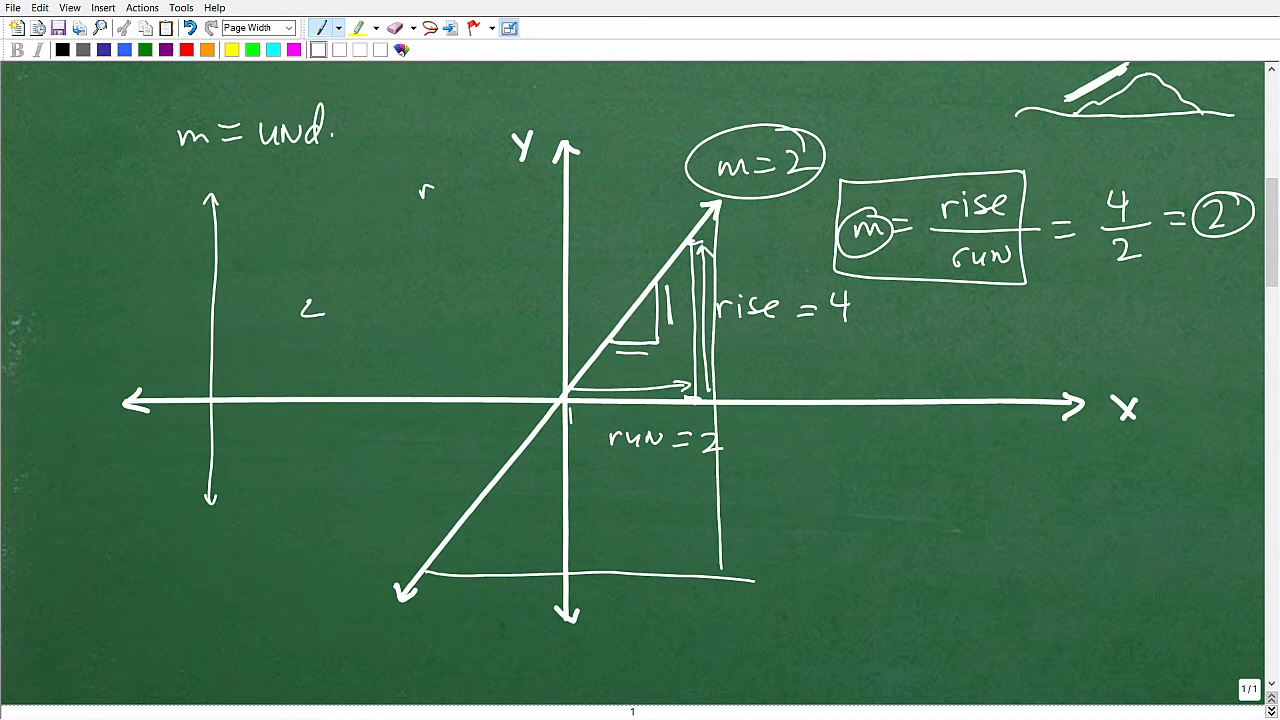 File Edit View Insert Actions Tools Help
Page Width
B I
m = und.
Y
m = 2
r
m = rise / run = 4 / 2 = 2
rise = 4
X
run = 2
1/1
1